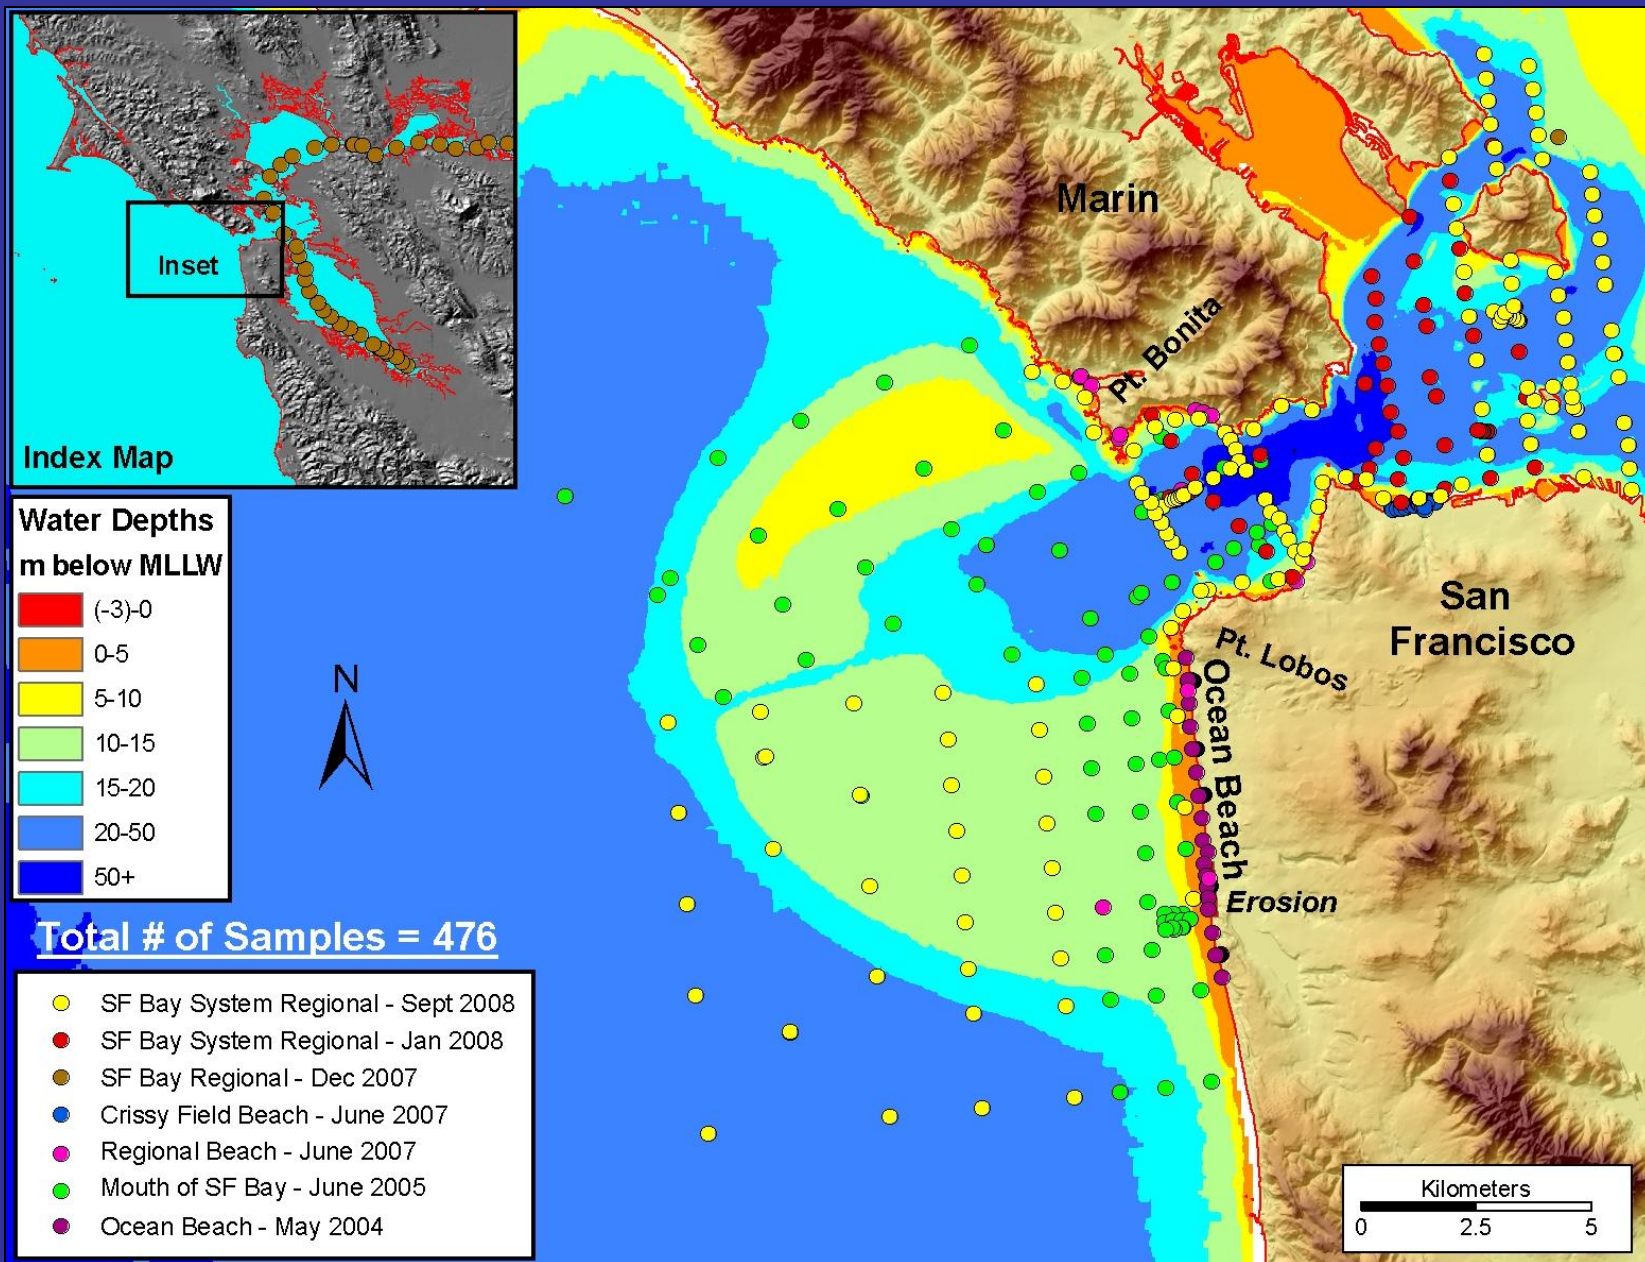 Inset
Index Map
Water Depths
m below MLLW
(-3)-0
0-5
5-10
10-15
15-20
20-50
50+
Total # of Samples = 476
SF Bay System Regional - Sept 2008
SF Bay System Regional - Jan 2008
SF Bay Regional - Dec 2007
Crissy Field Beach - June 2007
Regional Beach - June 2007
Mouth of SF Bay - June 2005
Ocean Beach - May 2004
N
Marin
Pt. Bonita
San
Francisco
Pt. Lobos
Ocean Beach
Erosion
Kilometers
0 2.5 5